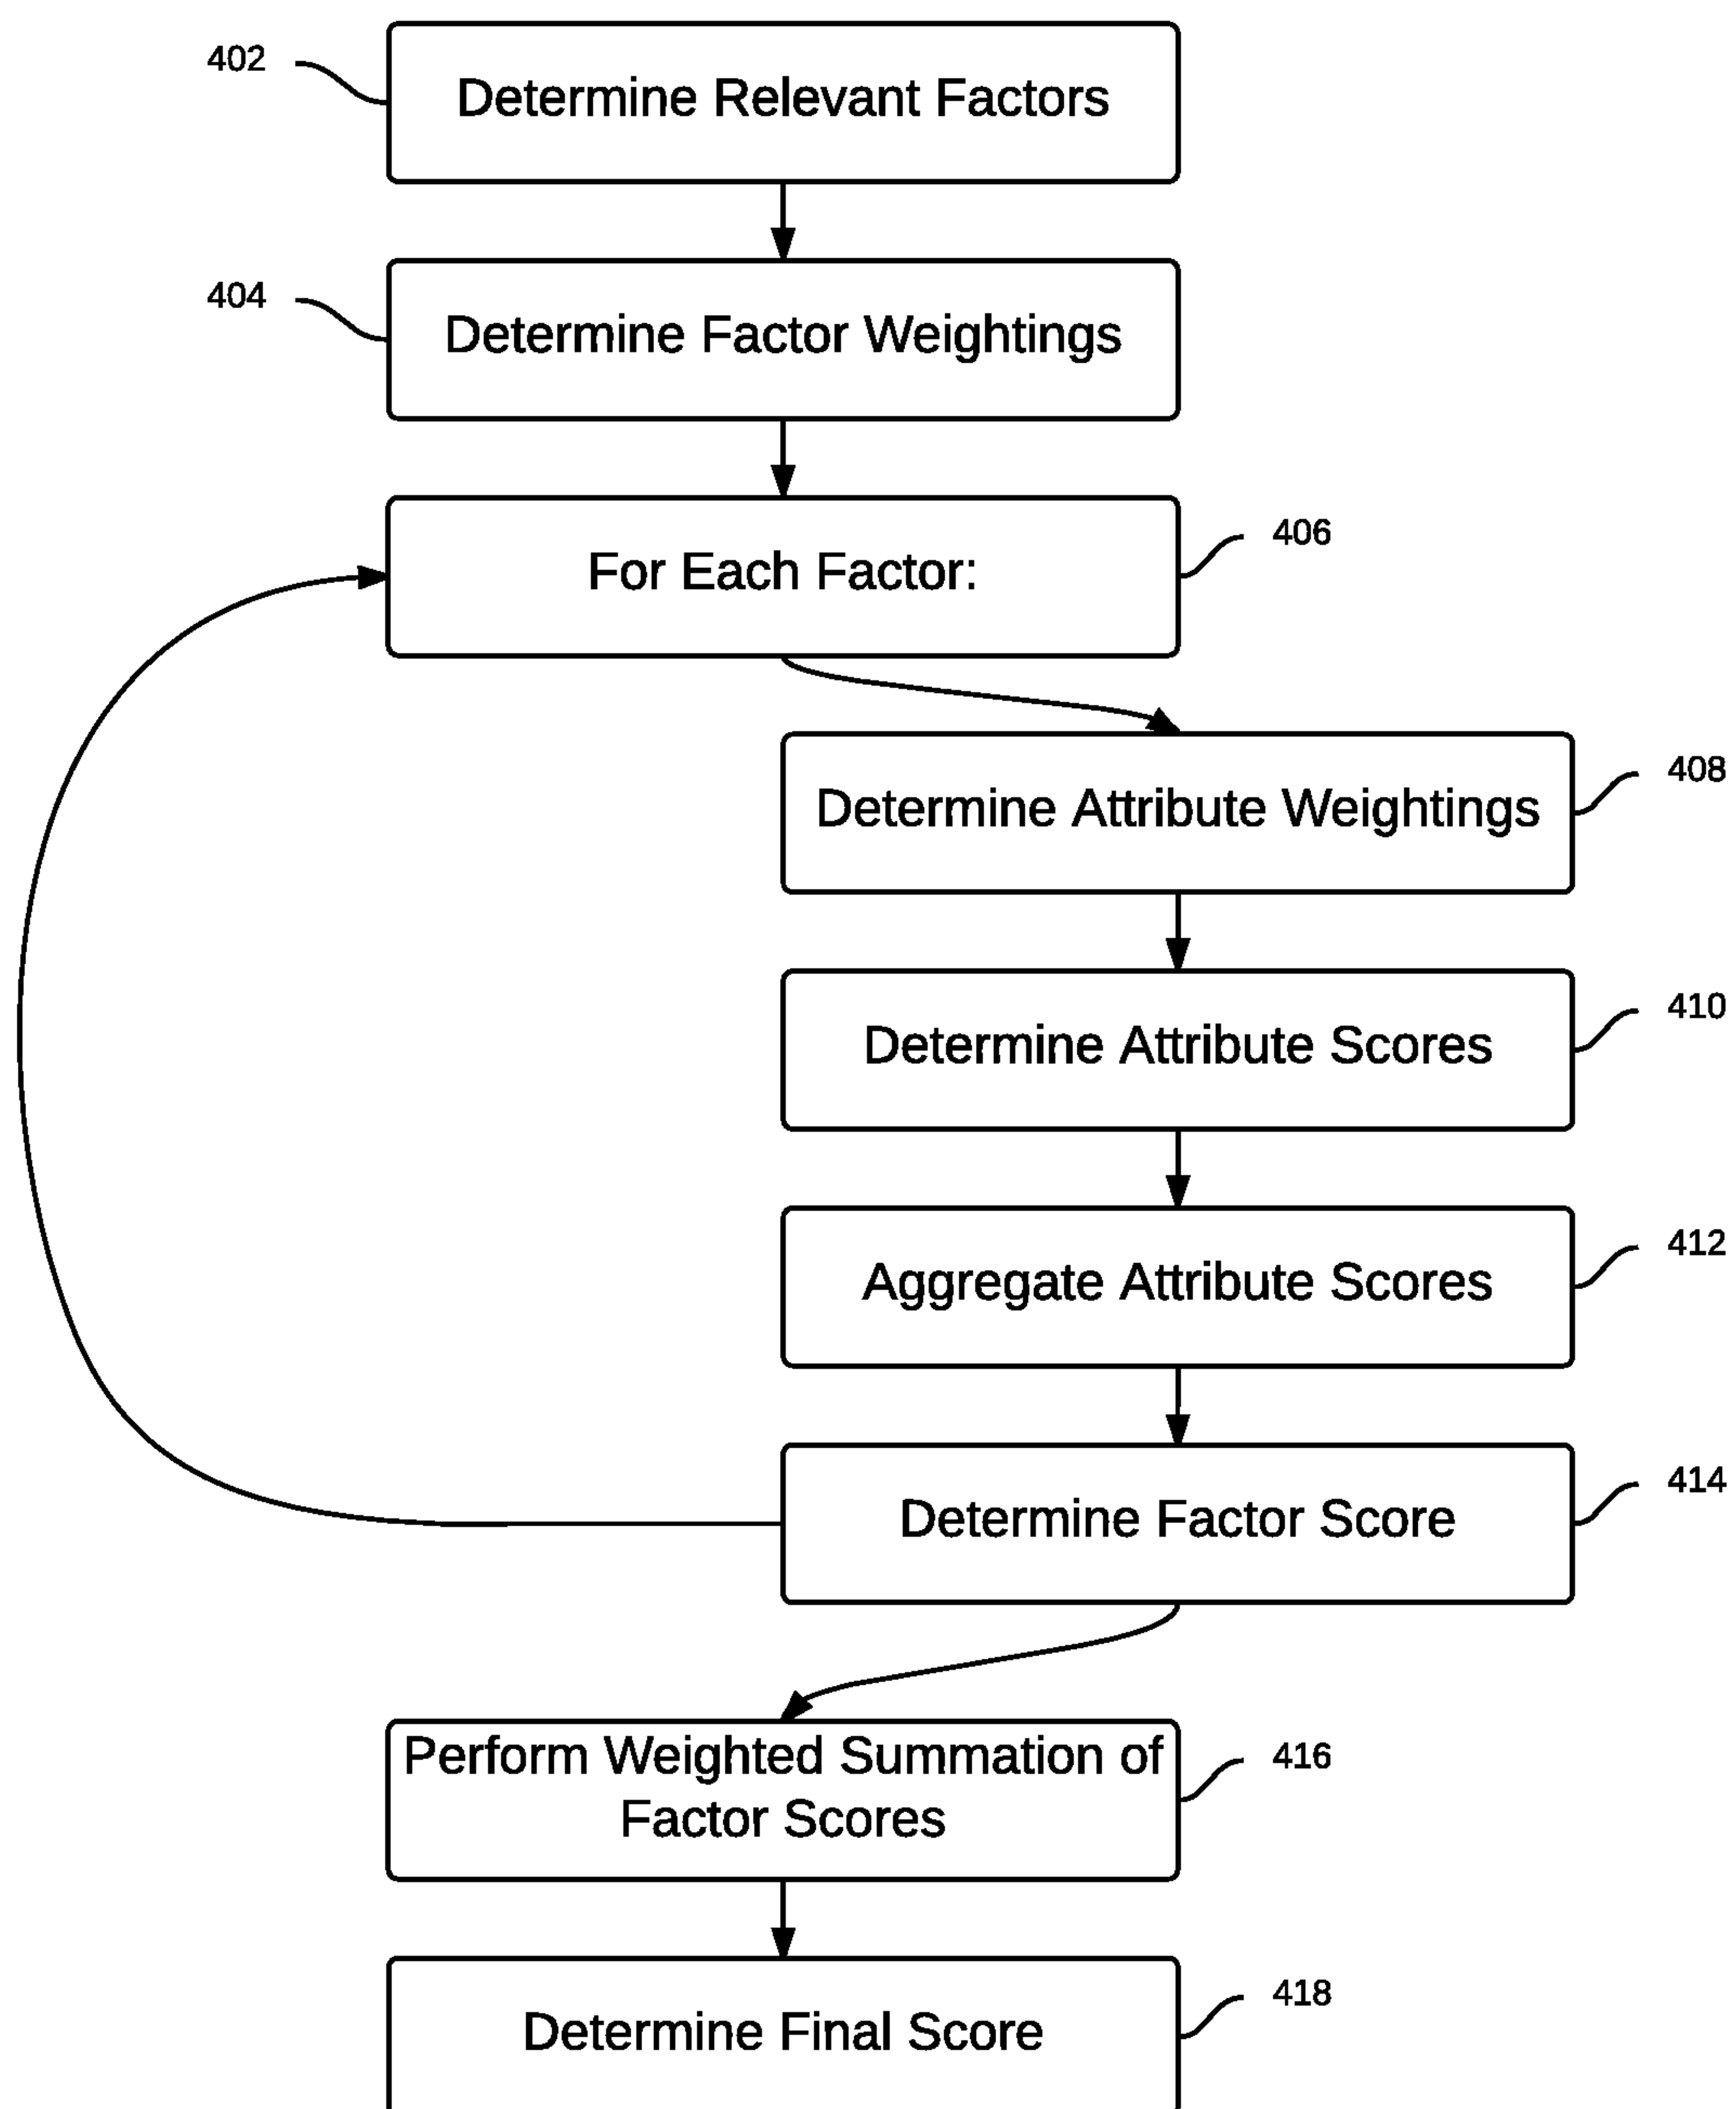 402
Determine Relevant Factors
404
Determine Factor Weightings
For Each Factor:
406
Determine Attribute Weightings
408
Determine Attribute Scores
410
Aggregate Attribute Scores
412
Determine Factor Score
414
Perform Weighted Summation of
Factor Scores
416
Determine Final Score
418